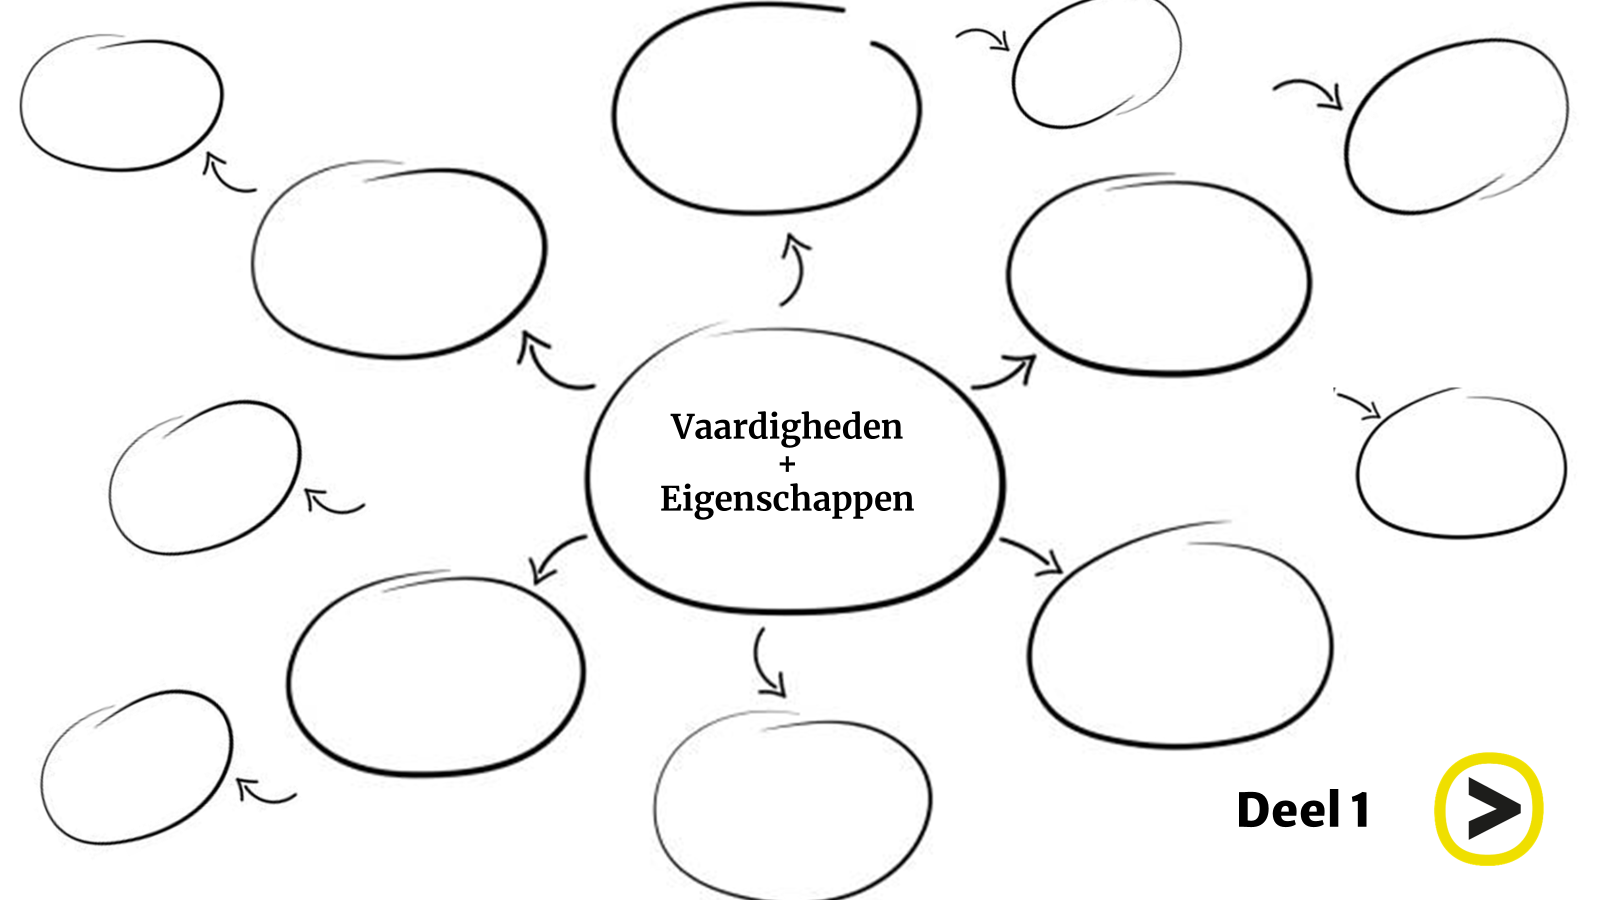 Vaardigheden
+
Eigenschappen
Deel 1